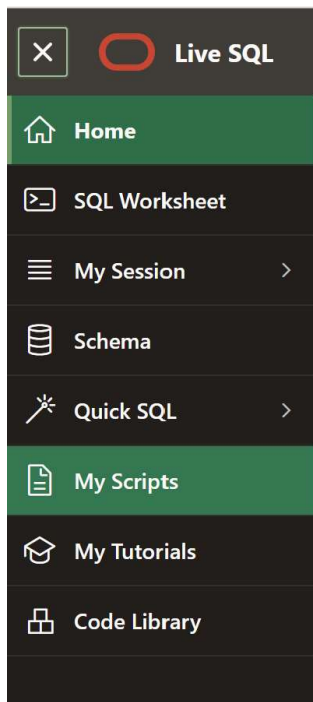 Live SQL
Home
SQL Worksheet
My Session
Schema
Quick SQL
My Scripts
My Tutorials
Code Library